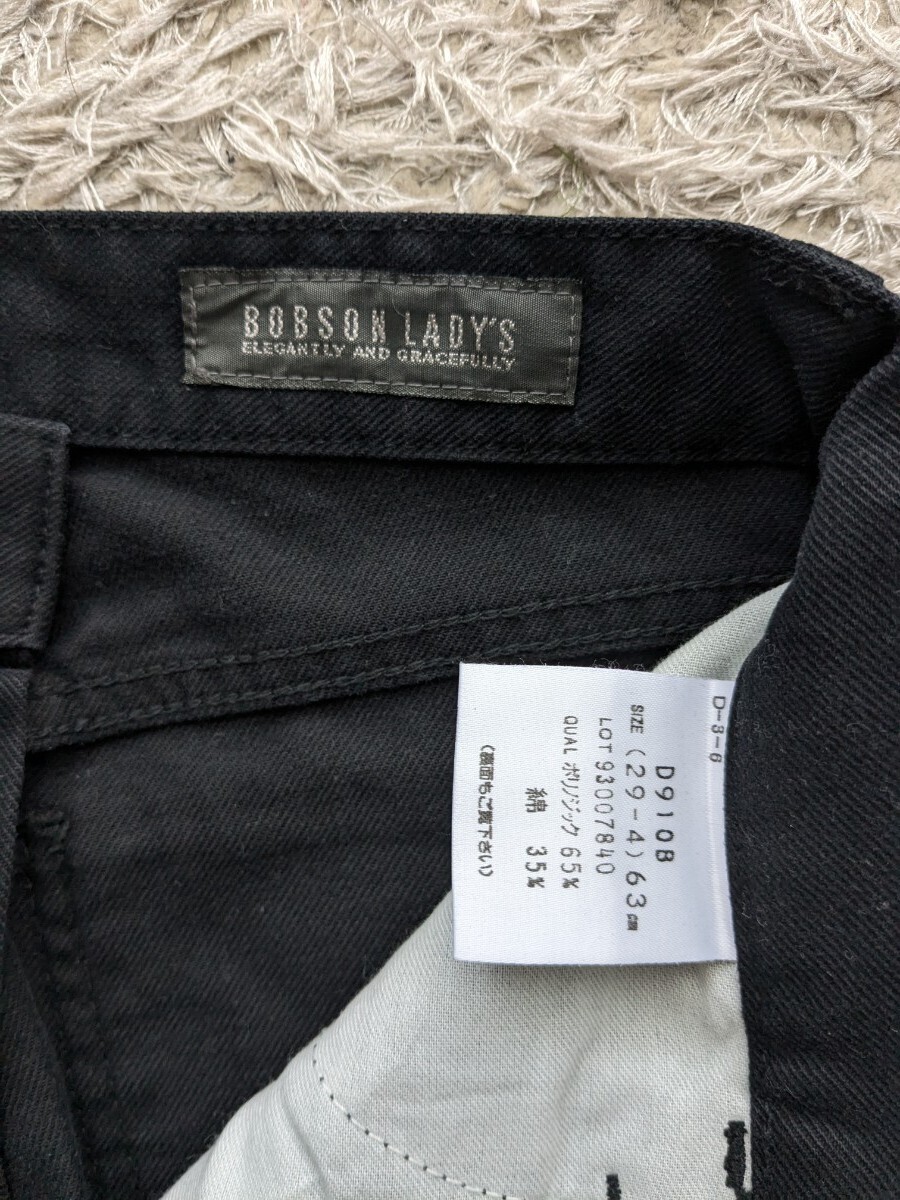 BOBSON LADY'S
ELEGANTLY AND GRACEFULLY
D-3-6
D910B
SIZE (29-4) 63cm
LOT 93007840
QUAL ポリノジック 65%
綿 35%
(裏面もご覧下さい)